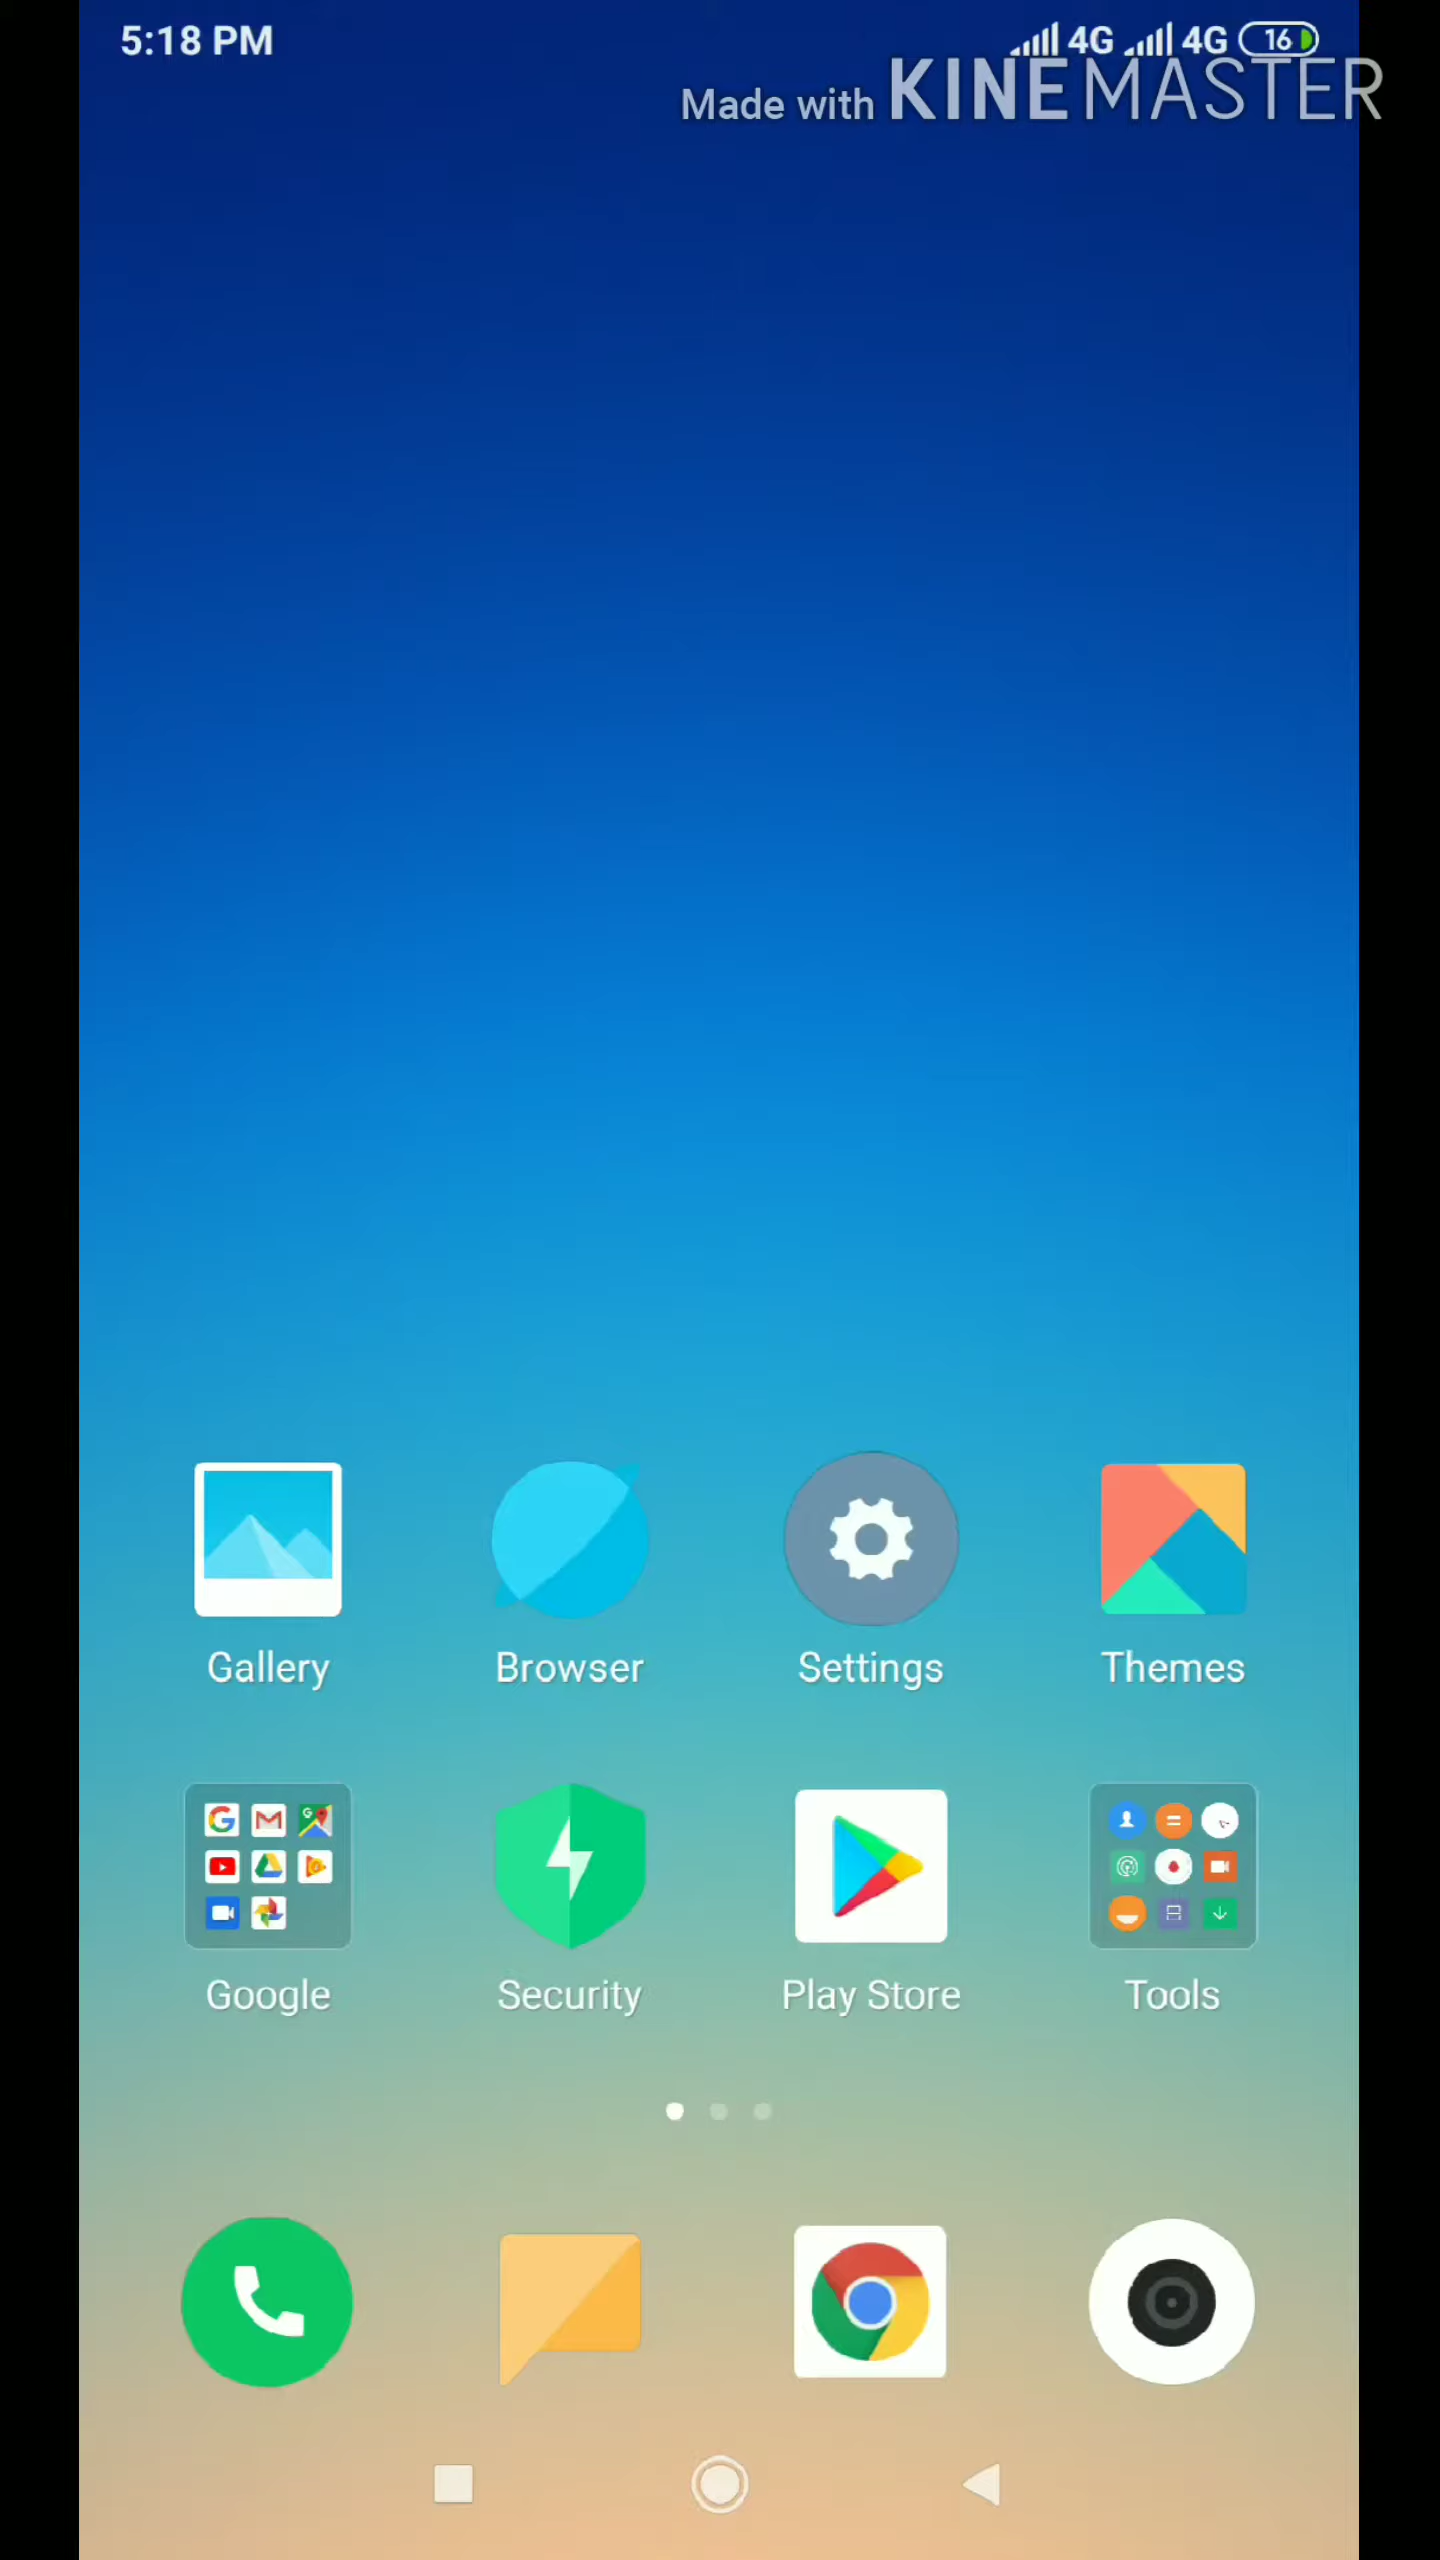 5:18 PM 4G 4G 16
Made with KINEMASTER
Gallery Browser Settings Themes
Google Security Play Store Tools